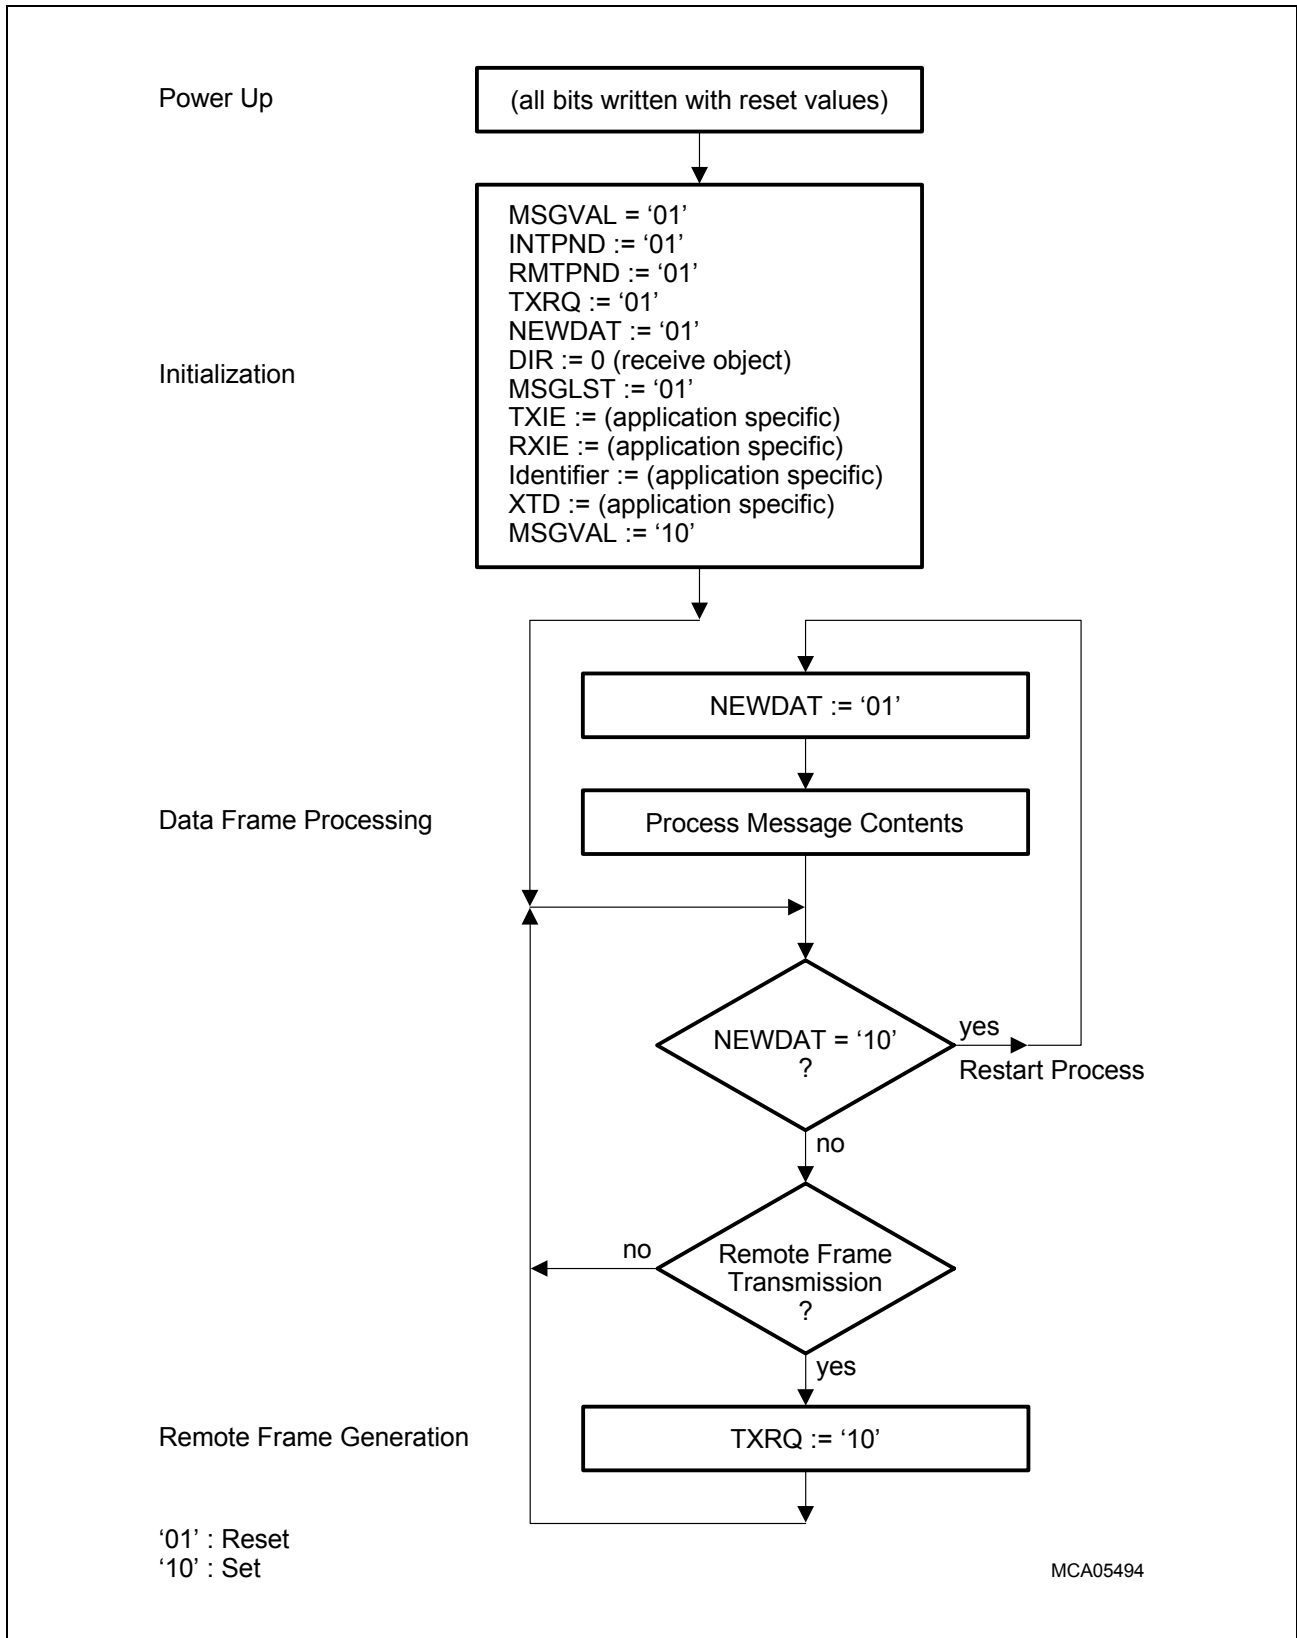 Power Up
(all bits written with reset values)
MSGVAL = ‘01’
INTPND := ‘01’
RMTPND := ‘01’
TXRQ := ‘01’
NEWDAT := ‘01’
DIR := 0 (receive object)
MSGLST := ‘01’
TXIE := (application specific)
RXIE := (application specific)
Identifier := (application specific)
XTD := (application specific)
MSGVAL := ‘10’
Initialization
NEWDAT := ‘01’
Data Frame Processing
Process Message Contents
NEWDAT = ‘10’
?
yes
Restart Process
no
Remote Frame
Transmission
?
no
yes
Remote Frame Generation
TXRQ := ‘10’
‘01’ : Reset
‘10’ : Set
MCA05494